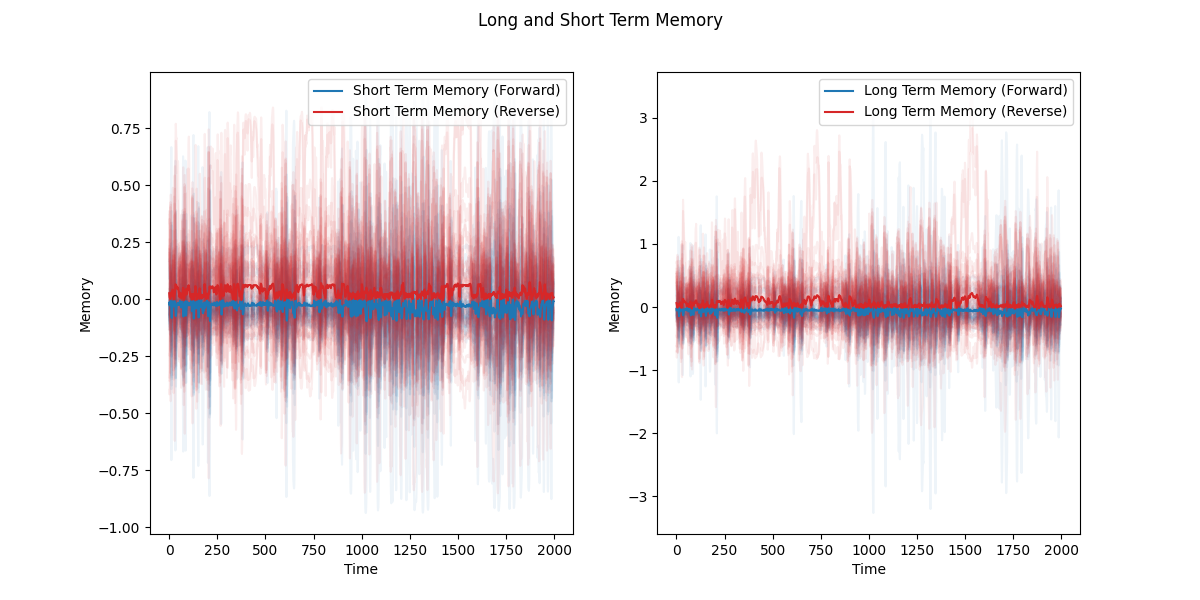 Long and Short Term Memory
Short Term Memory (Forward)
Short Term Memory (Reverse)
0.75
0.50
0.25
0.00
−0.25
−0.50
−0.75
−1.00
Memory
0 250 500 750 1000 1250 1500 1750 2000
Time
Long Term Memory (Forward)
Long Term Memory (Reverse)
3
2
1
0
−1
−2
−3
Memory
0 250 500 750 1000 1250 1500 1750 2000
Time